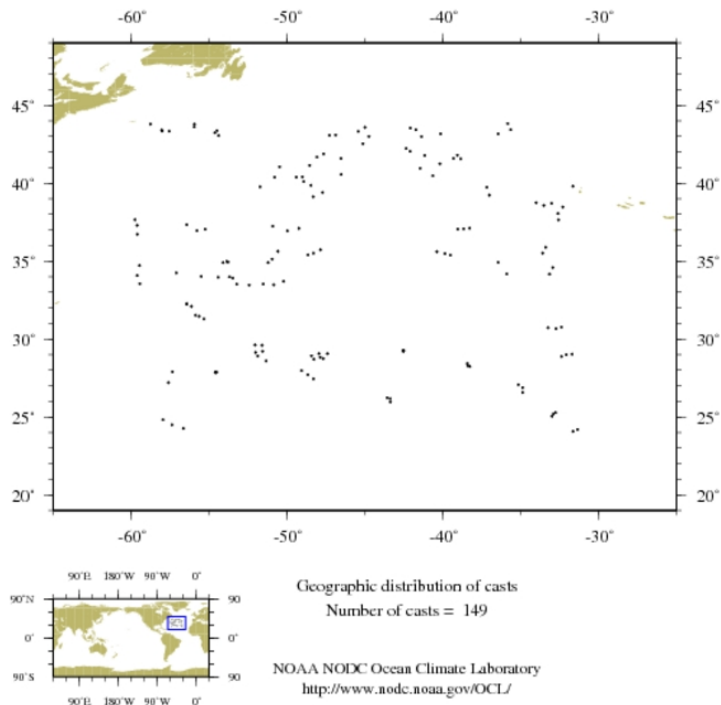 -60° -50° -40° -30°
45° 45°
40° 40°
35° 35°
30° 30°
25° 25°
20° 20°
-60° -50° -40° -30°
90°E 180°W 90°W 0°
90°N 90
0° 0°
90°S 90
90°E 180°W 90°W 0°
Geographic distribution of casts
Number of casts = 149
NOAA NODC Ocean Climate Laboratory
http://www.nodc.noaa.gov/OCL/